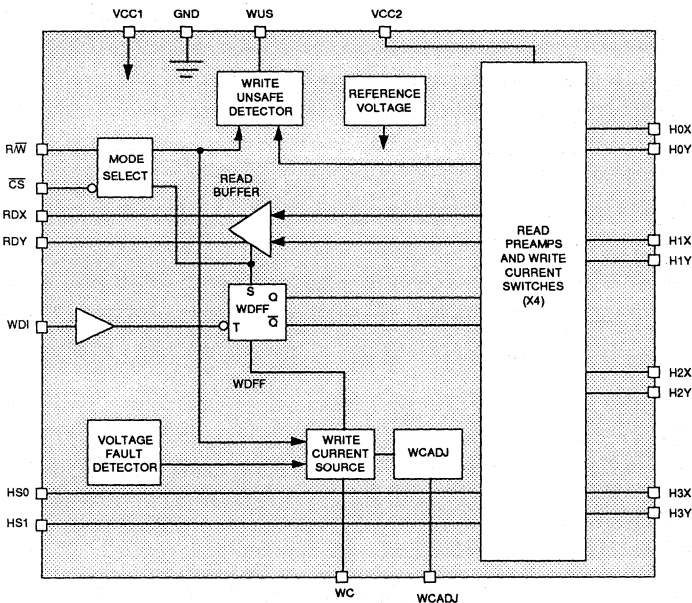 VCC1
GND
WUS
VCC2
WRITE
UNSAFE
DETECTOR
REFERENCE
VOLTAGE
R/W̅
C̅S̅
RDX
RDY
WDI
HS0
HS1
MODE
SELECT
READ
BUFFER
S
WDFF
T
Q
Q̅
WDFF
READ
PREAMPS
AND WRITE
CURRENT
SWITCHES
(X4)
H0X
H0Y
H1X
H1Y
H2X
H2Y
H3X
H3Y
VOLTAGE
FAULT
DETECTOR
WRITE
CURRENT
SOURCE
WCADJ
WC
WCADJ